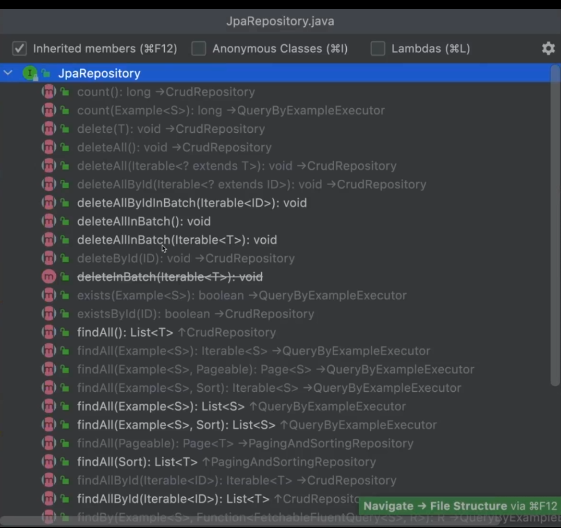 JpaRepository.java
Inherited members (⌘F12) Anonymous Classes (⌘I) Lambdas (⌘L)
JpaRepository
count(): long →CrudRepository
count(Example<S>): long →QueryByExampleExecutor
delete(T): void →CrudRepository
deleteAll(): void →CrudRepository
deleteAll(Iterable<? extends T>): void →CrudRepository
deleteAllById(Iterable<? extends ID>): void →CrudRepository
deleteAllByIdInBatch(Iterable<ID>): void
deleteAllInBatch(): void
deleteAllInBatch(Iterable<T>): void
deleteById(ID): void →CrudRepository
deleteInBatch(Iterable<T>): void
exists(Example<S>): boolean →QueryByExampleExecutor
existsById(ID): boolean →CrudRepository
findAll(): List<T> ↑CrudRepository
findAll(Example<S>): Iterable<S> →QueryByExampleExecutor
findAll(Example<S>, Pageable): Page<S> →QueryByExampleExecutor
findAll(Example<S>, Sort): Iterable<S> →QueryByExampleExecutor
findAll(Example<S>): List<S> ↑QueryByExampleExecutor
findAll(Example<S>, Sort): List<S> ↑QueryByExampleExecutor
findAll(Pageable): Page<T> →PagingAndSortingRepository
findAll(Sort): List<T> ↑PagingAndSortingRepository
findAllById(Iterable<ID>): Iterable<T> →CrudRepository
findAllById(Iterable<ID>): List<T> ↑CrudReposito
Navigate → File Structure via ⌘F12
findBy(Example<S>, Function<FetchableFluentQuery<S>, R>): R →QueryByExample